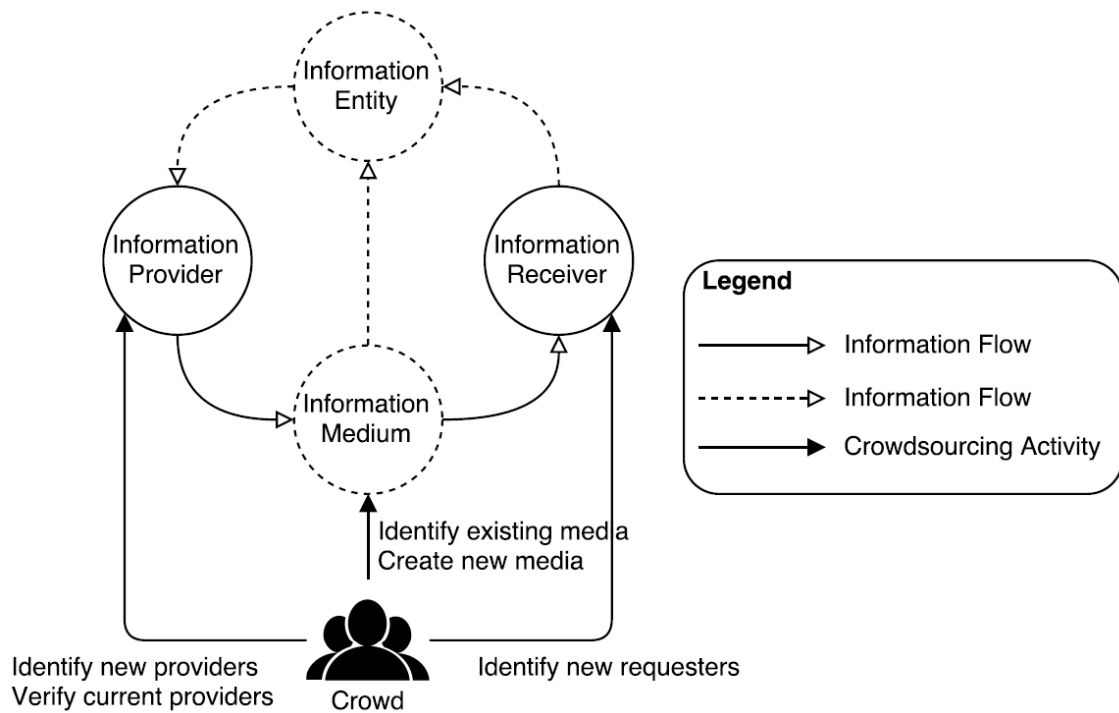 Information
Entity
Information
Provider
Information
Receiver
Information
Medium
Legend
Information Flow
Information Flow
Crowdsourcing Activity
Identify existing media
Create new media
Identify new providers
Verify current providers
Crowd
Identify new requesters